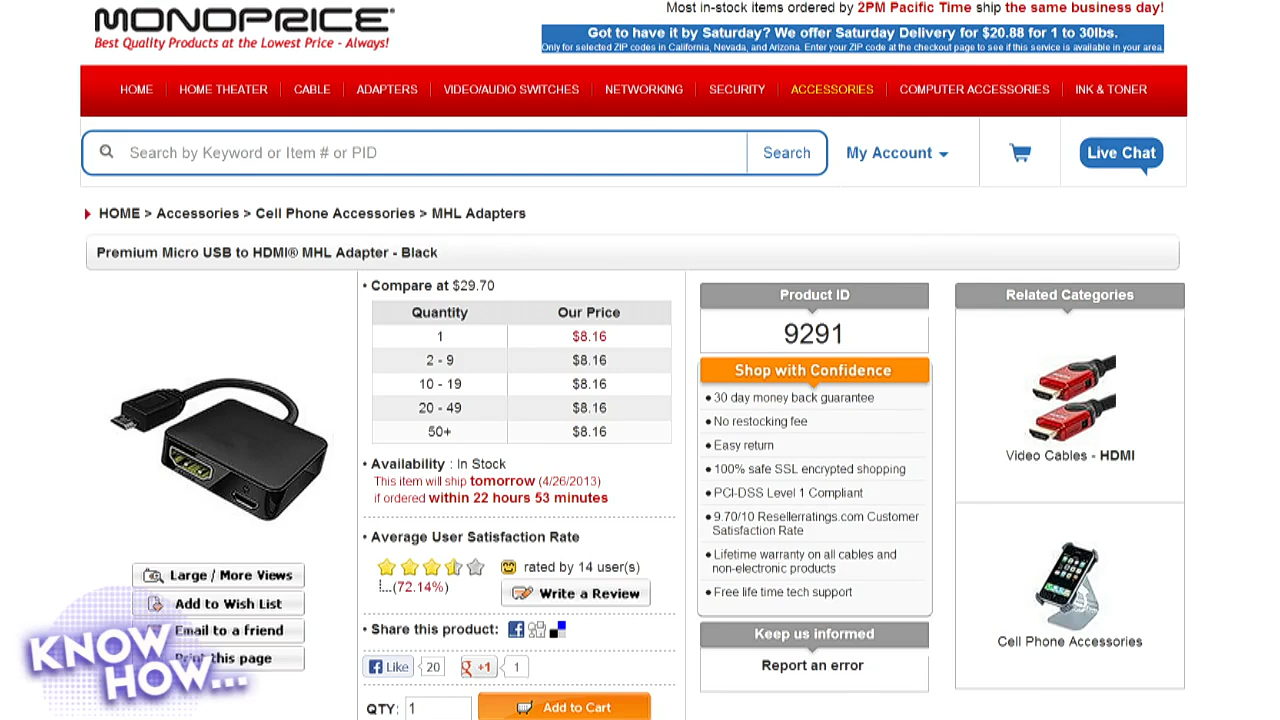 MONOPRICE
Best Quality Products at the Lowest Price - Always!
Most in-stock items ordered by 2PM Pacific Time ship the same business day!
Got to have it by Saturday? We offer Saturday Delivery for $20.88 for 1 to 30lbs.
Only for selected ZIP codes in California, Nevada, and Arizona. Enter your ZIP code at the checkout page to see if this service is available in your area.
HOME HOME THEATER CABLE ADAPTERS VIDEO/AUDIO SWITCHES NETWORKING SECURITY ACCESSORIES COMPUTER ACCESSORIES INK & TONER
Search by Keyword or Item # or PID
Search
My Account
Live Chat
HOME > Accessories > Cell Phone Accessories > MHL Adapters
Premium Micro USB to HDMI® MHL Adapter - Black
Large / More Views
Add to Wish List
Email to a friend
Print this page
KNOW
HOW...
• Compare at $29.70
Quantity Our Price
1 $8.16
2 - 9 $8.16
10 - 19 $8.16
20 - 49 $8.16
50+ $8.16
• Availability : In Stock
This item will ship tomorrow (4/26/2013)
if ordered within 22 hours 53 minutes
• Average User Satisfaction Rate
rated by 14 user(s)
(72.14%)
Write a Review
• Share this product:
Like 20 +1 1
QTY: 1 Add to Cart
Product ID
9291
Shop with Confidence
• 30 day money back guarantee
• No restocking fee
• Easy return
• 100% safe SSL encrypted shopping
• PCI-DSS Level 1 Compliant
• 9.70/10 Resellerratings.com Customer
Satisfaction Rate
• Lifetime warranty on all cables and
non-electronic products
• Free life time tech support
Keep us informed
Report an error
Related Categories
Video Cables - HDMI
Cell Phone Accessories